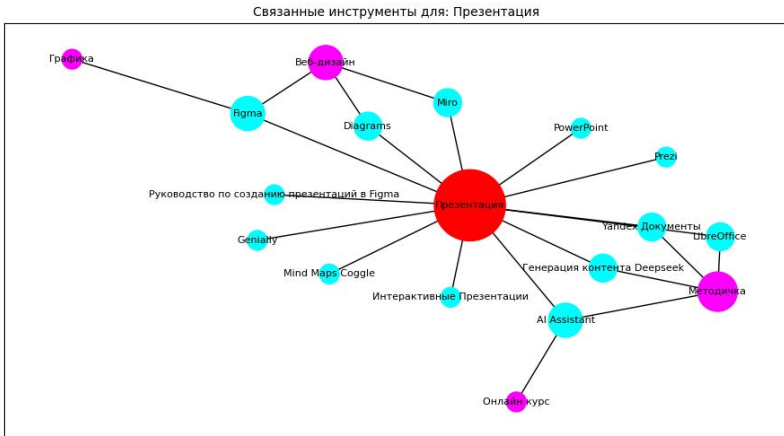 Связанные инструменты для: Презентация
Графика
Веб-дизайн
Miro
Figma
Diagrams
PowerPoint
Prezi
Руководство по созданию презентаций в Figma
Презентация
Yandex Документы
LibreOffice
Genially
Mind Maps Coggle
Генерация контента Deepseek
Методичка
Интерактивные Презентации
AI Assistant
Онлайн курс